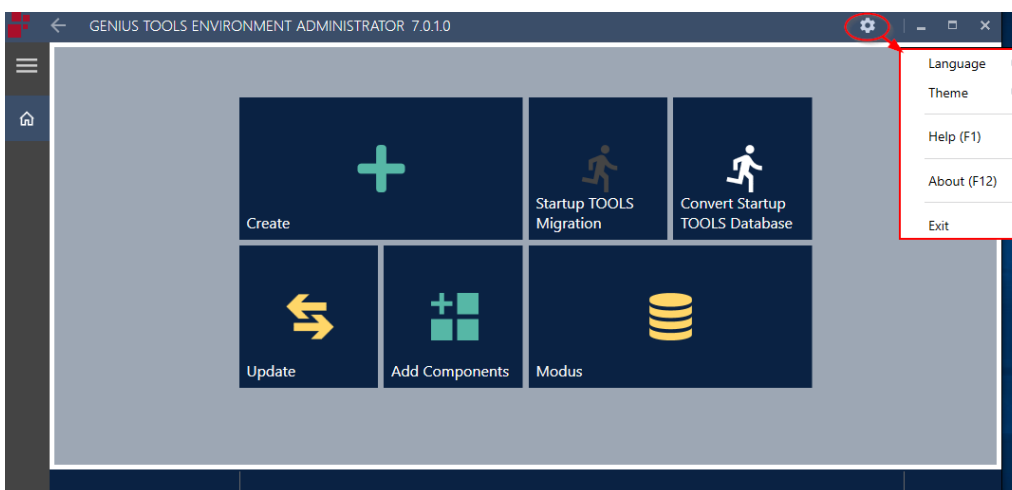 GENIUS TOOLS ENVIRONMENT ADMINISTRATOR 7.0.1.0
Language
Theme
Help (F1)
About (F12)
Exit
Create
Startup TOOLS
Migration
Convert Startup
TOOLS Database
Update
Add Components
Modus